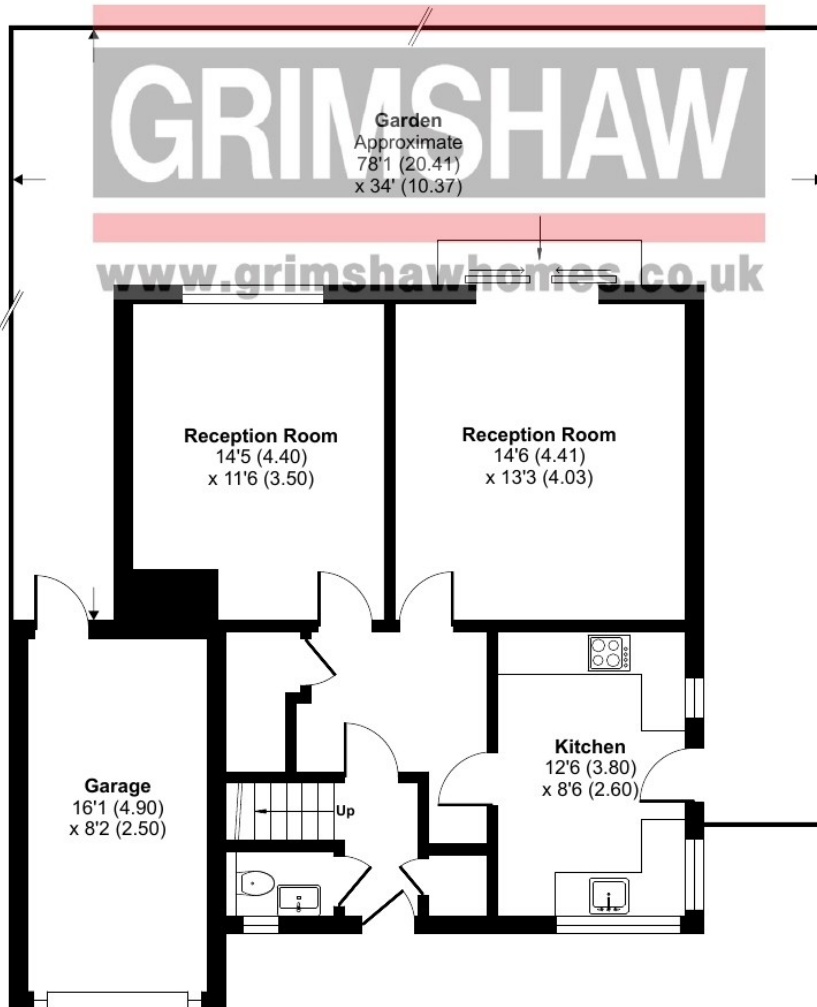 GRIMSHAW
Garden
Approximate
78'1 (20.41)
x 34' (10.37)
www.grimshawhomes.co.uk
Reception Room
14'5 (4.40)
x 11'6 (3.50)
Reception Room
14'6 (4.41)
x 13'3 (4.03)
Kitchen
12'6 (3.80)
x 8'6 (2.60)
Garage
16'1 (4.90)
x 8'2 (2.50)
Up